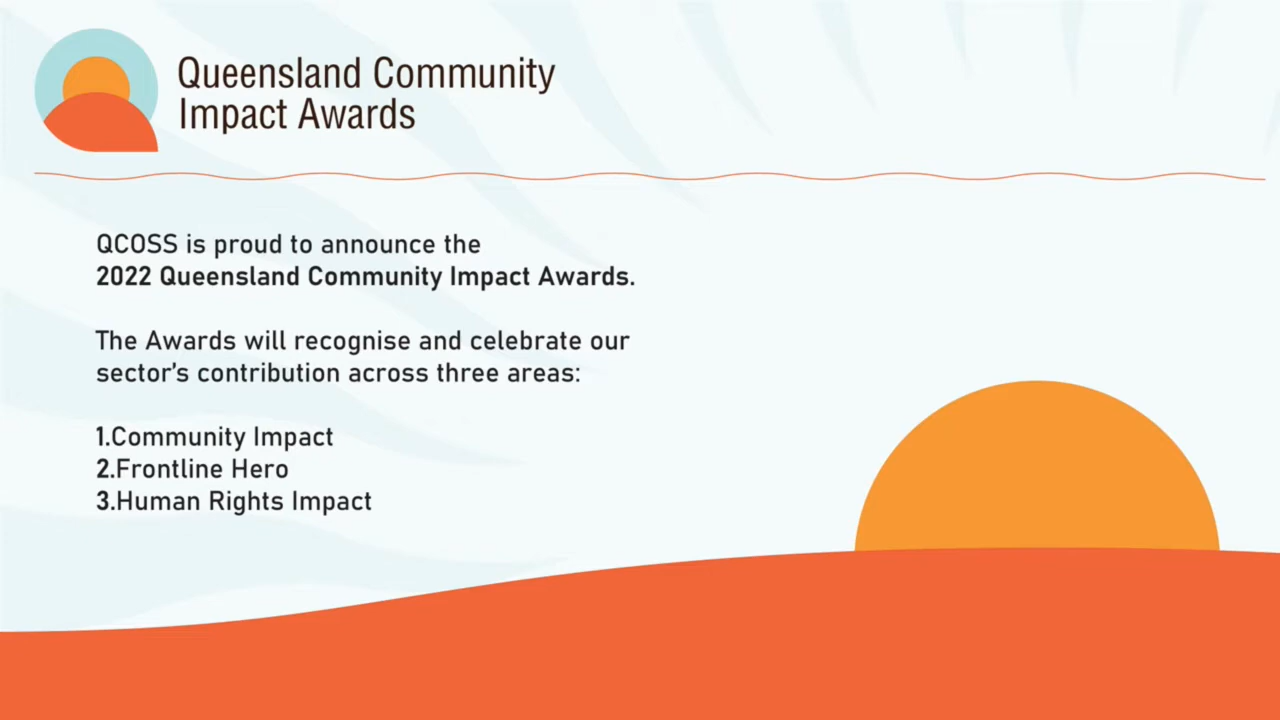 Queensland Community
Impact Awards
QCOSS is proud to announce the
2022 Queensland Community Impact Awards.
The Awards will recognise and celebrate our
sector's contribution across three areas:
1.Community Impact
2.Frontline Hero
3.Human Rights Impact